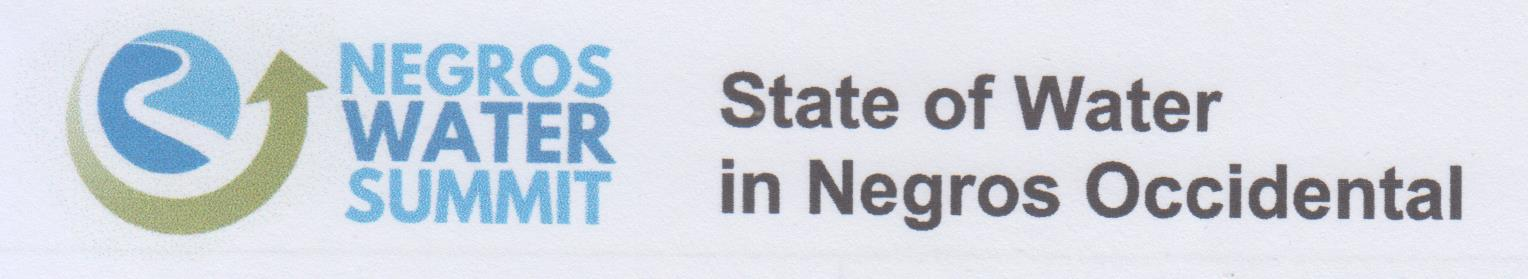 NEGROS
WATER
SUMMIT
State of Water
in Negros Occidental